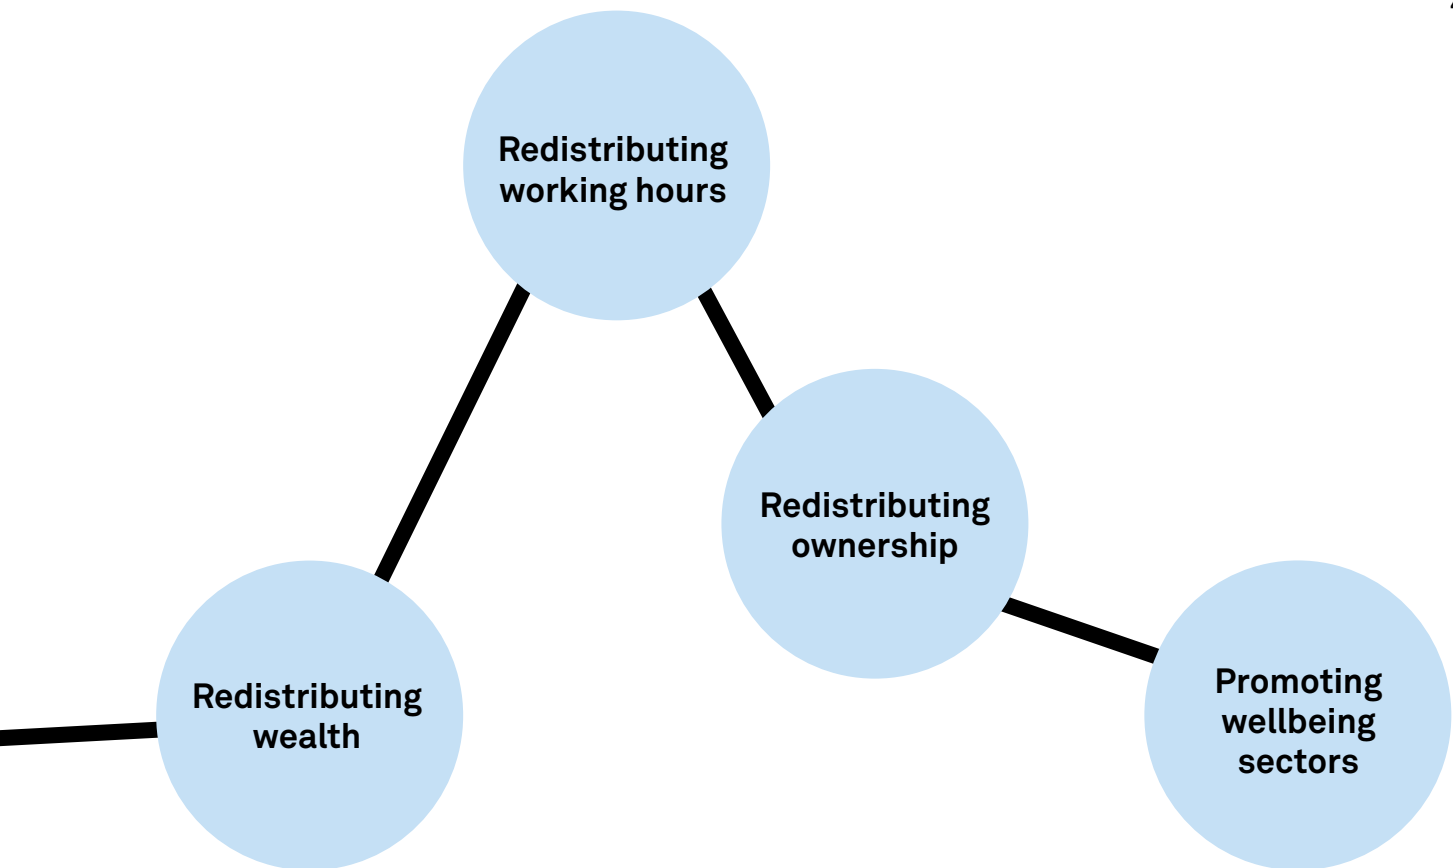 Redistributing
working hours
Redistributing
ownership
Redistributing
wealth
Promoting
wellbeing
sectors